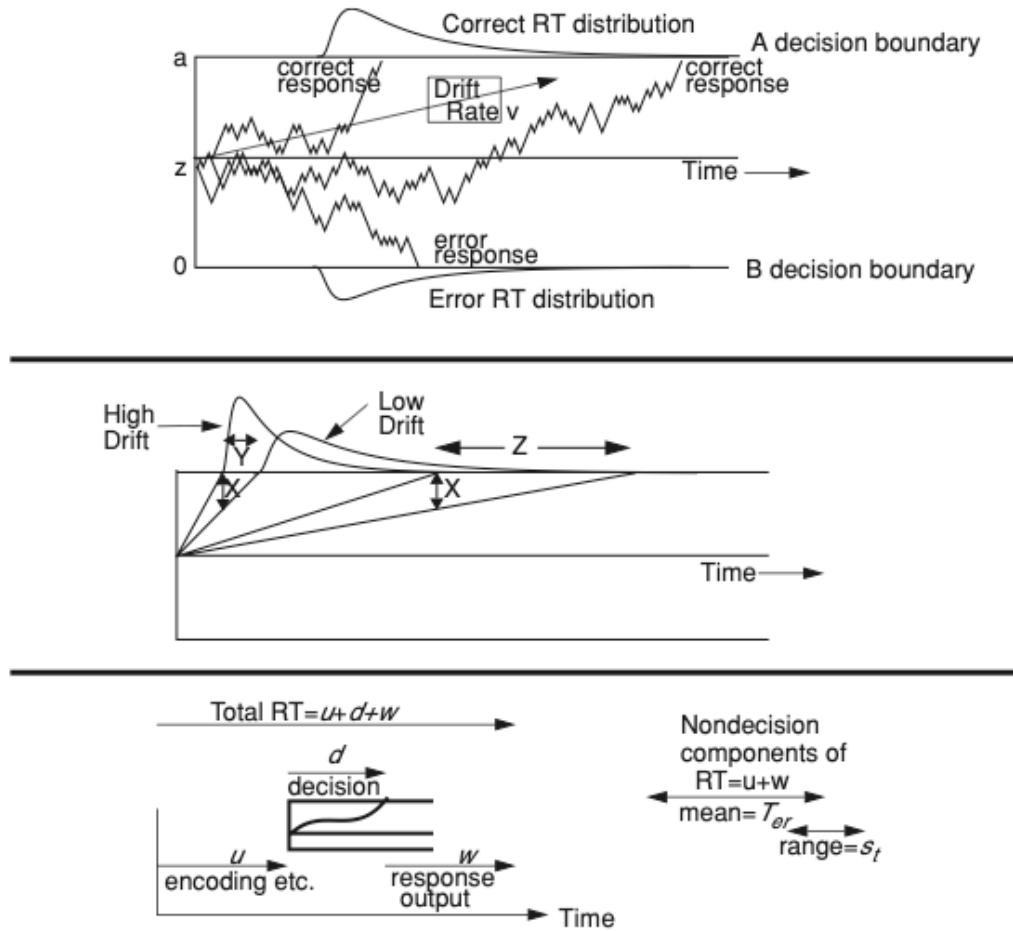 Correct RT distribution
A decision boundary
a
correct
response
correct
response
Drift
Rate v
z
Time
error
response
0
B decision boundary
Error RT distribution
High
Drift
Low
Drift
Y
Z
X
X
Time
Total RT=u+d+w
d
decision
u
encoding etc.
w
response
output
Time
Nondecision
components of
RT=u+w
mean=Ter
range=st